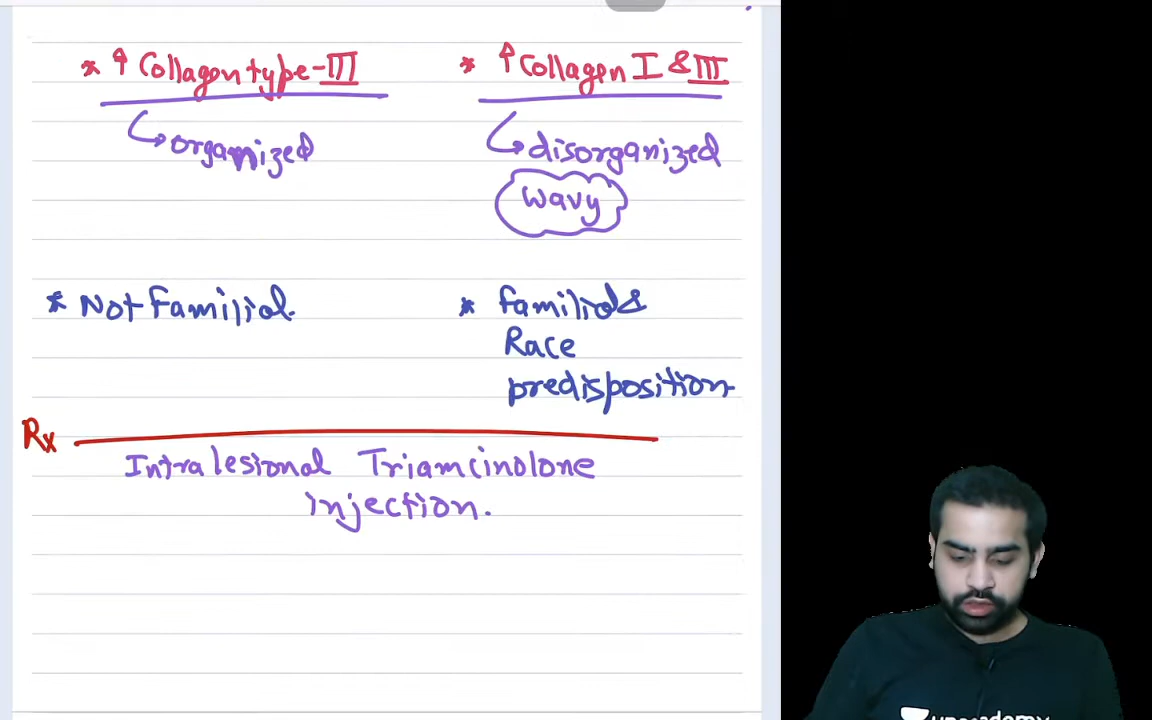 * ↑ Collagen type-III
* ↑ Collagen I & III
↳ organized
↳ disorganized
Wavy
* Not Familial.
* familial &
Race
predisposition
Rx
Intralesional Triamcinolone
injection.